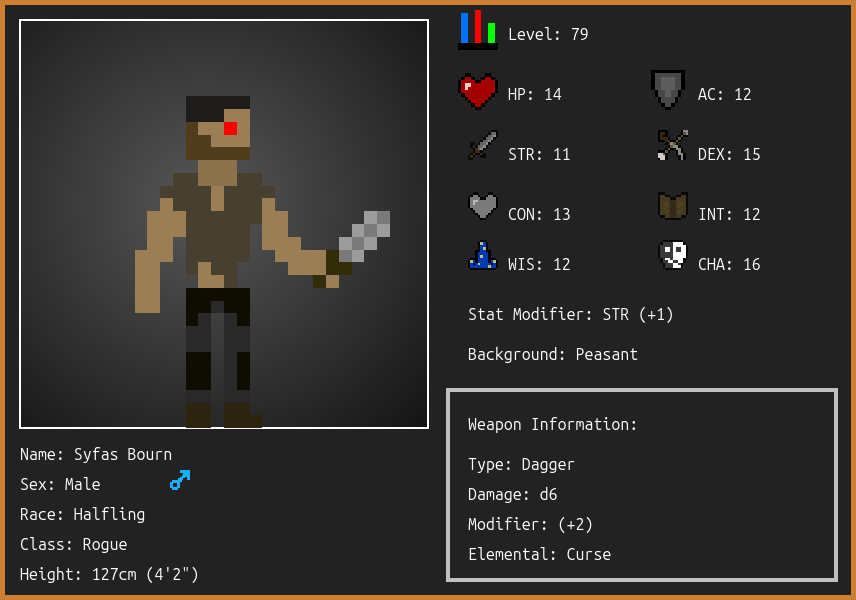 Level: 79
HP: 14
AC: 12
STR: 11
DEX: 15
CON: 13
INT: 12
WIS: 12
CHA: 16
Stat Modifier: STR (+1)
Background: Peasant
Weapon Information:
Type: Dagger
Damage: d6
Modifier: (+2)
Elemental: Curse
Name: Syfas Bourn
Sex: Male
Race: Halfling
Class: Rogue
Height: 127cm (4'2")